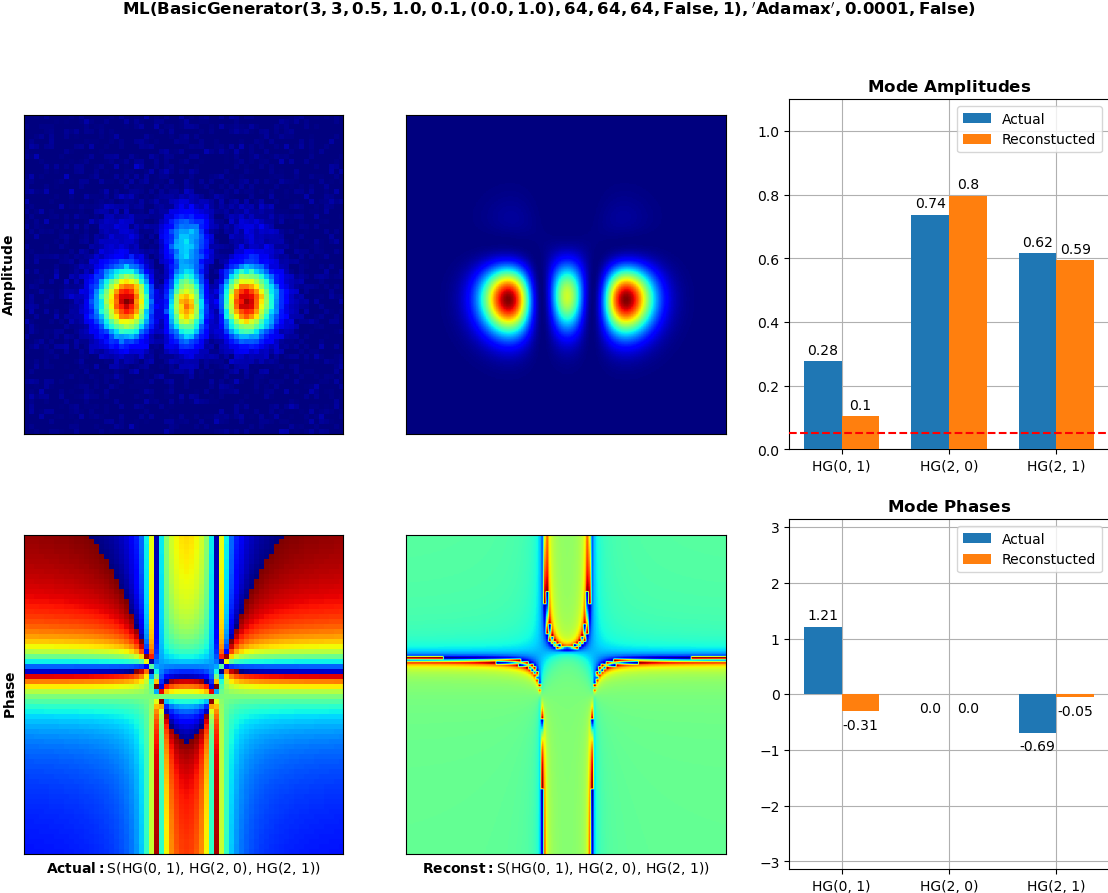 ML(BasicGenerator(3, 3, 0.5, 1.0, 0.1, (0.0, 1.0), 64, 64, 64, False, 1), ′Adamax′, 0.0001, False)
Amplitude
Mode Amplitudes
Actual
Reconstucted
1.0
0.8
0.6
0.4
0.2
0.0
0.28
0.1
0.74
0.8
0.62
0.59
HG(0, 1)
HG(2, 0)
HG(2, 1)
Phase
Actual: S(HG(0, 1), HG(2, 0), HG(2, 1))
Reconst: S(HG(0, 1), HG(2, 0), HG(2, 1))
Mode Phases
Actual
Reconstucted
3
2
1
0
−1
−2
−3
1.21
-0.31
0.0
0.0
-0.69
-0.05
HG(0, 1)
HG(2, 0)
HG(2, 1)